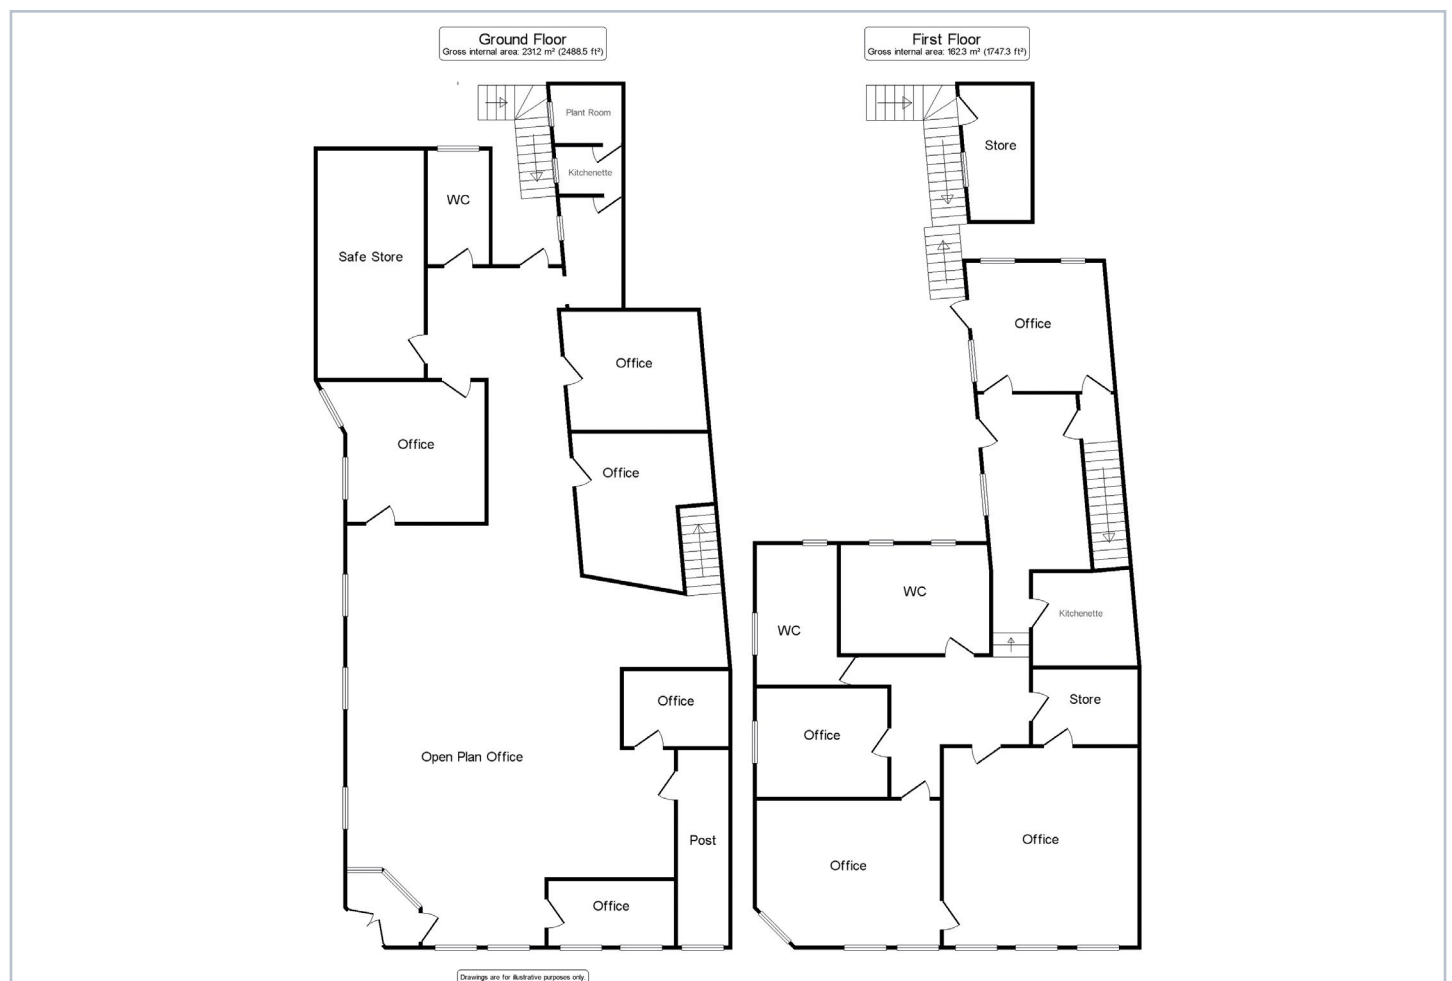 Ground Floor
Gross internal area: 231.2 m² (2488.5 ft²)
Plant Room
Kitchenette
WC
Safe Store
Office
Office
Office
Office
Open Plan Office
Post
Office
First Floor
Gross internal area: 162.3 m² (1747.3 ft²)
Store
Office
WC
Kitchenette
WC
Store
Office
Office
Office
Drawings are for illustrative purposes only.